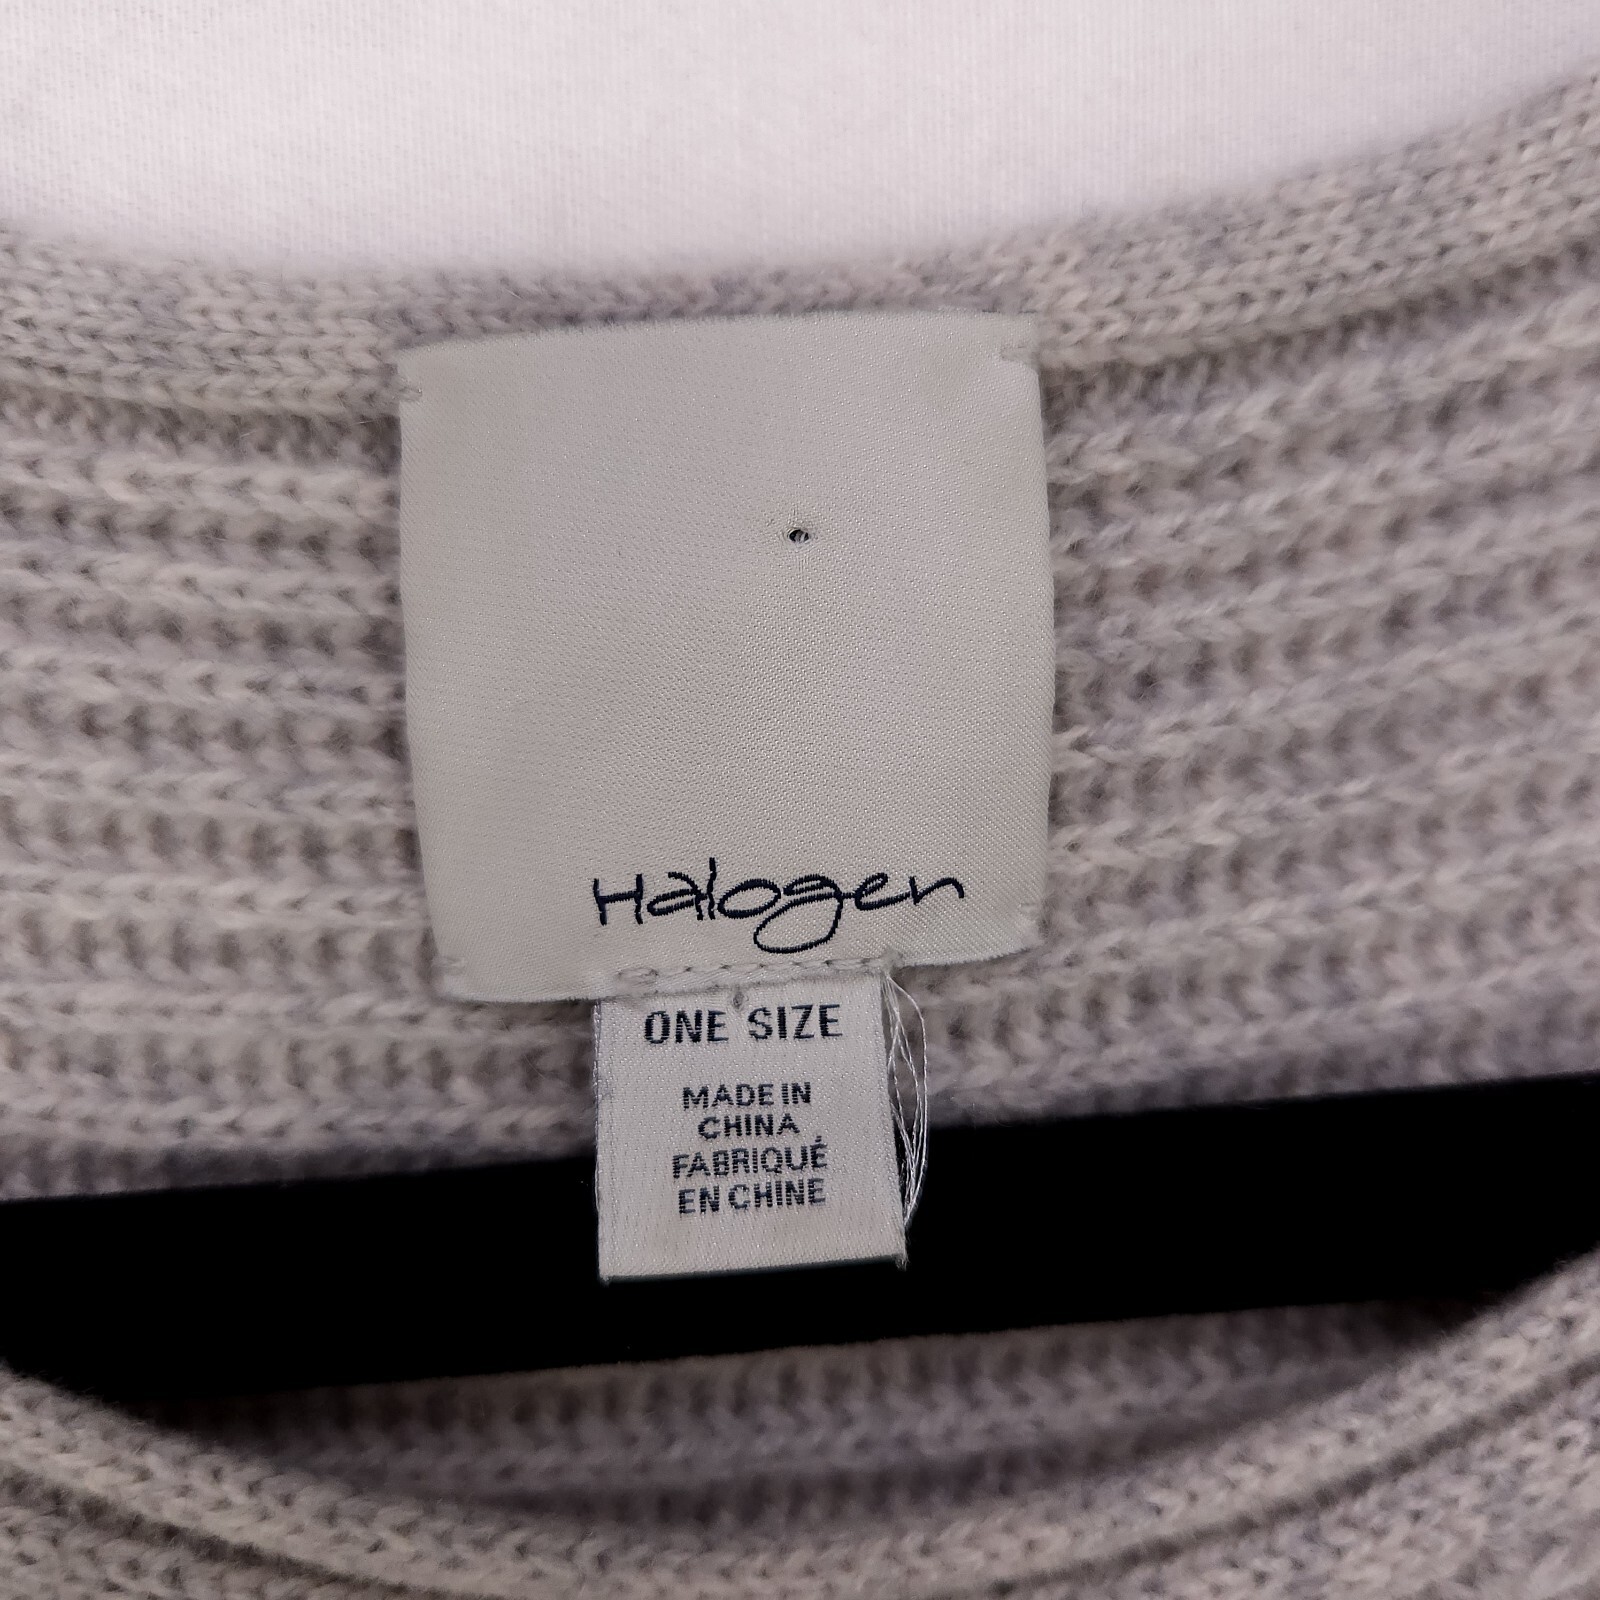 Halogen
ONE SIZE
MADE IN
CHINA
FABRIQUÉ
EN CHINE